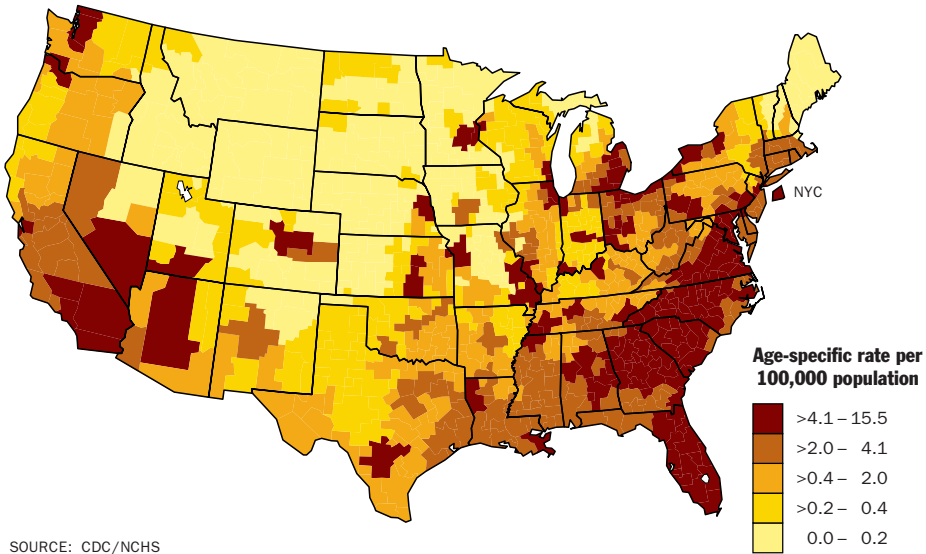 NYC
Age-specific rate per
100,000 population
>4.1 – 15.5
>2.0 – 4.1
>0.4 – 2.0
>0.2 – 0.4
0.0 – 0.2
SOURCE: CDC/NCHS